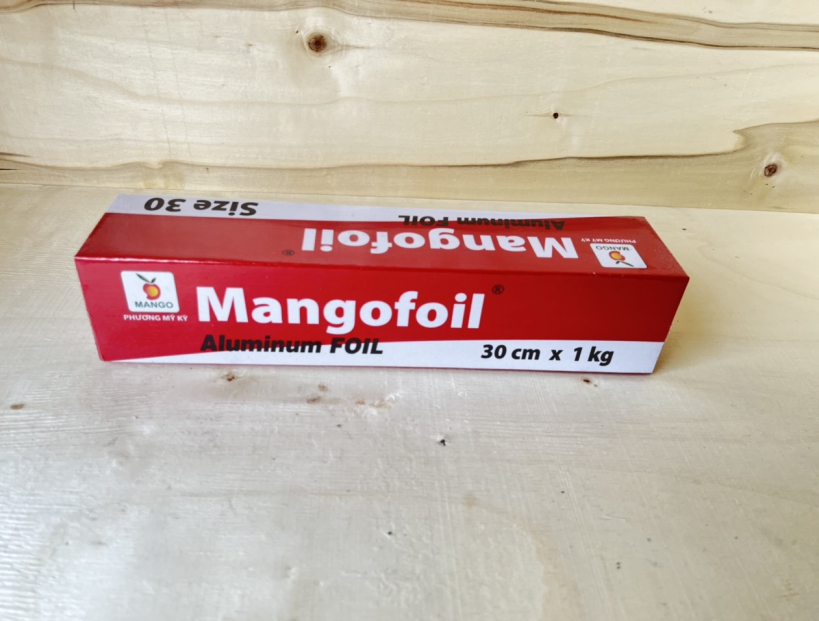 Size 30
Aluminum FOIL
Mangofoil®
MANGO
PHƯƠNG MỸ KỲ
MANGO
PHƯƠNG MỸ KỲ
Mangofoil®
Aluminum FOIL
30 cm x 1 kg